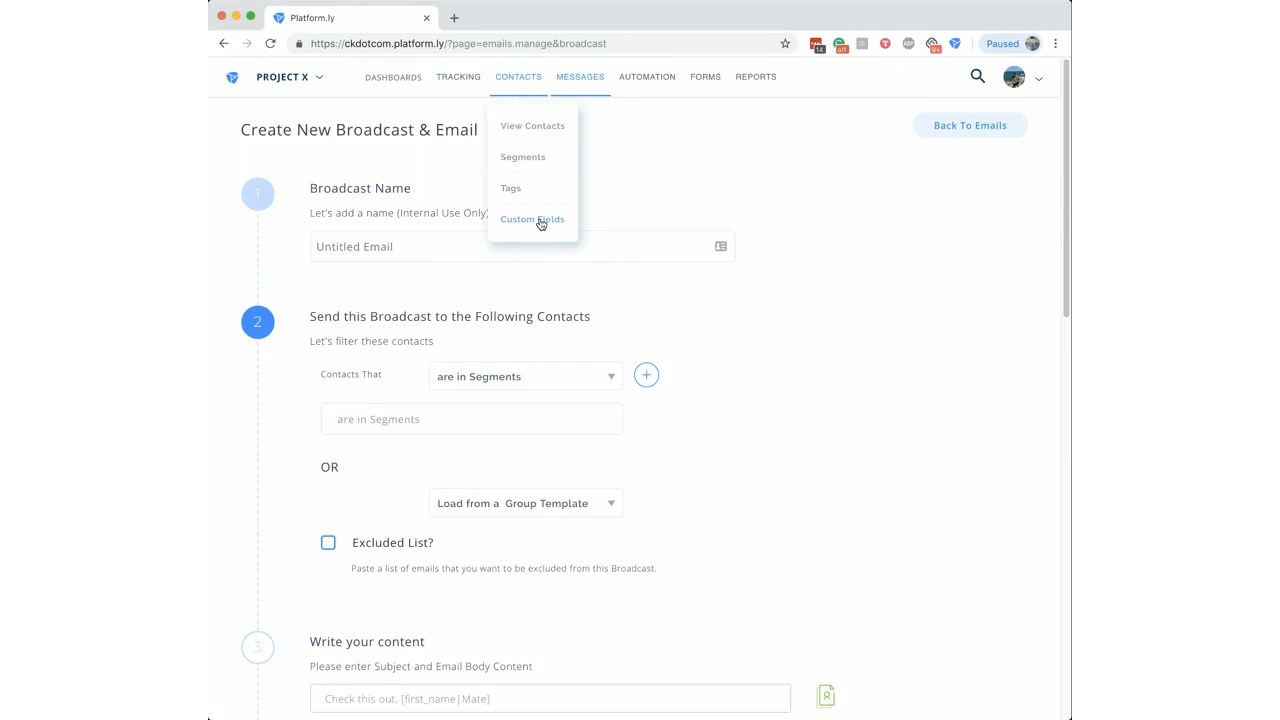 Platform.ly
https://ckdotcom.platform.ly/?page=emails.manage&broadcast
14
off
ABP
9+
Paused
PROJECT X
DASHBOARDS
TRACKING
CONTACTS
MESSAGES
AUTOMATION
FORMS
REPORTS
View Contacts
Segments
Tags
Custom Fields
Create New Broadcast & Email
Back To Emails
1
Broadcast Name
Let's add a name (Internal Use Only)
Untitled Email
2
Send this Broadcast to the Following Contacts
Let's filter these contacts
Contacts That
are in Segments
are in Segments
OR
Load from a Group Template
Excluded List?
Paste a list of emails that you want to be excluded from this Broadcast.
3
Write your content
Please enter Subject and Email Body Content
Check this out, [first_name|Mate]